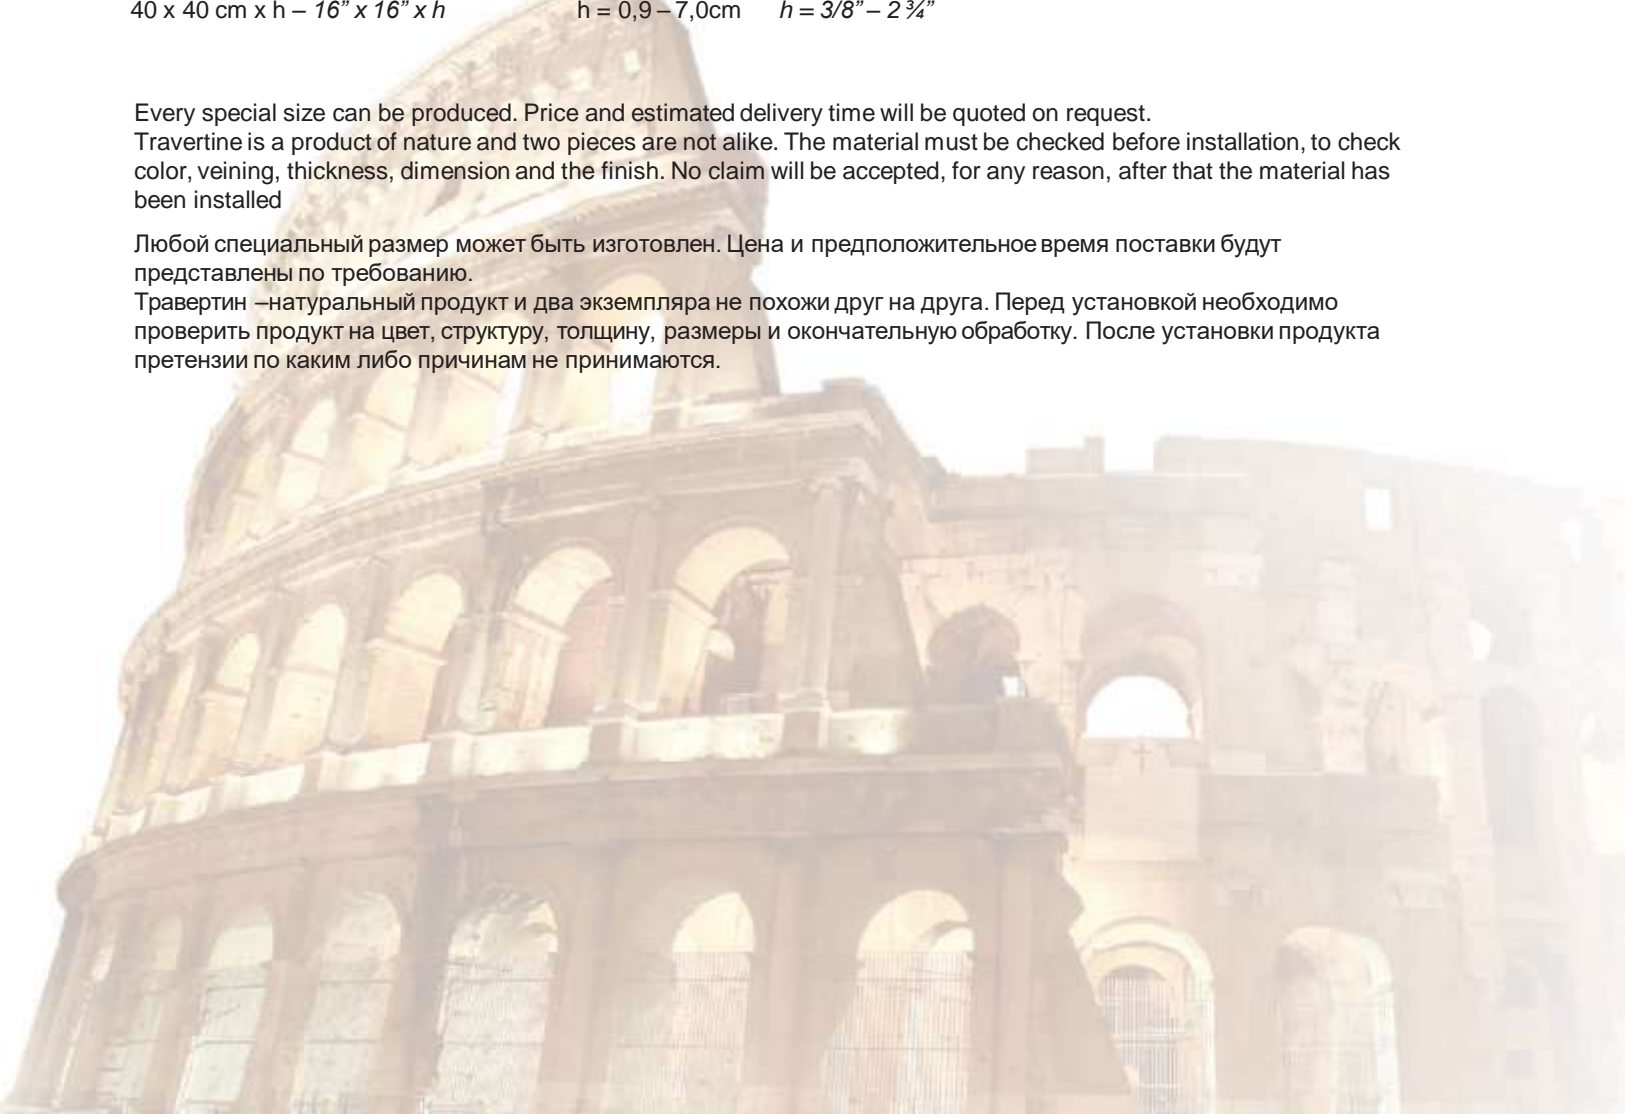 40 x 40 cm x h – 16” x 16” x h h = 0,9 – 7,0cm h = 3/8” – 2 ¾”
Every special size can be produced. Price and estimated delivery time will be quoted on request.
Travertine is a product of nature and two pieces are not alike. The material must be checked before installation, to check
color, veining, thickness, dimension and the finish. No claim will be accepted, for any reason, after that the material has
been installed
Любой специальный размер может быть изготовлен. Цена и предположительное время поставки будут
представлены по требованию.
Травертин –натуральный продукт и два экземпляра не похожи друг на друга. Перед установкой необходимо
проверить продукт на цвет, структуру, толщину, размеры и окончательную обработку. После установки продукта
претензии по каким либо причинам не принимаются.